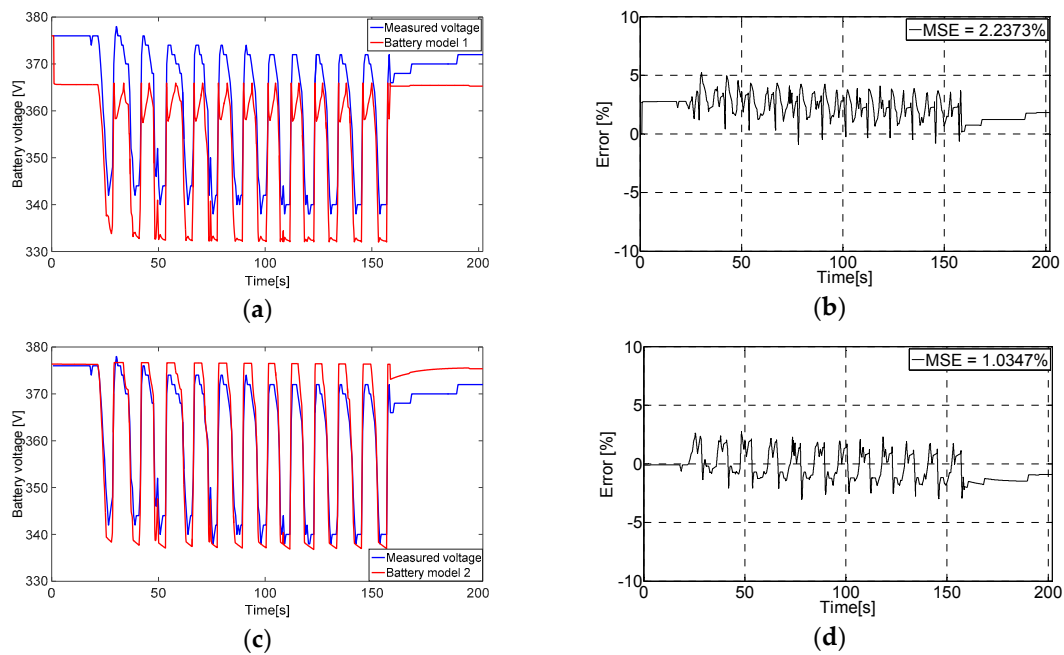 380
370
360
350
340
330
Battery voltage [V]
0
50
100
150
200
Time[s]
Measured voltage
Battery model 1
(a)
10
5
0
5
-10
Error [%]
0
50
100
150
200
Time[s]
MSE = 2.2373%
(b)
380
370
360
350
340
330
Battery voltage [V]
0
50
100
150
200
Time[s]
Measured voltage
Battery model 2
(c)
10
5
0
-5
-10
Error [%]
0
50
100
150
200
Time[s]
MSE = 1.0347%
(d)